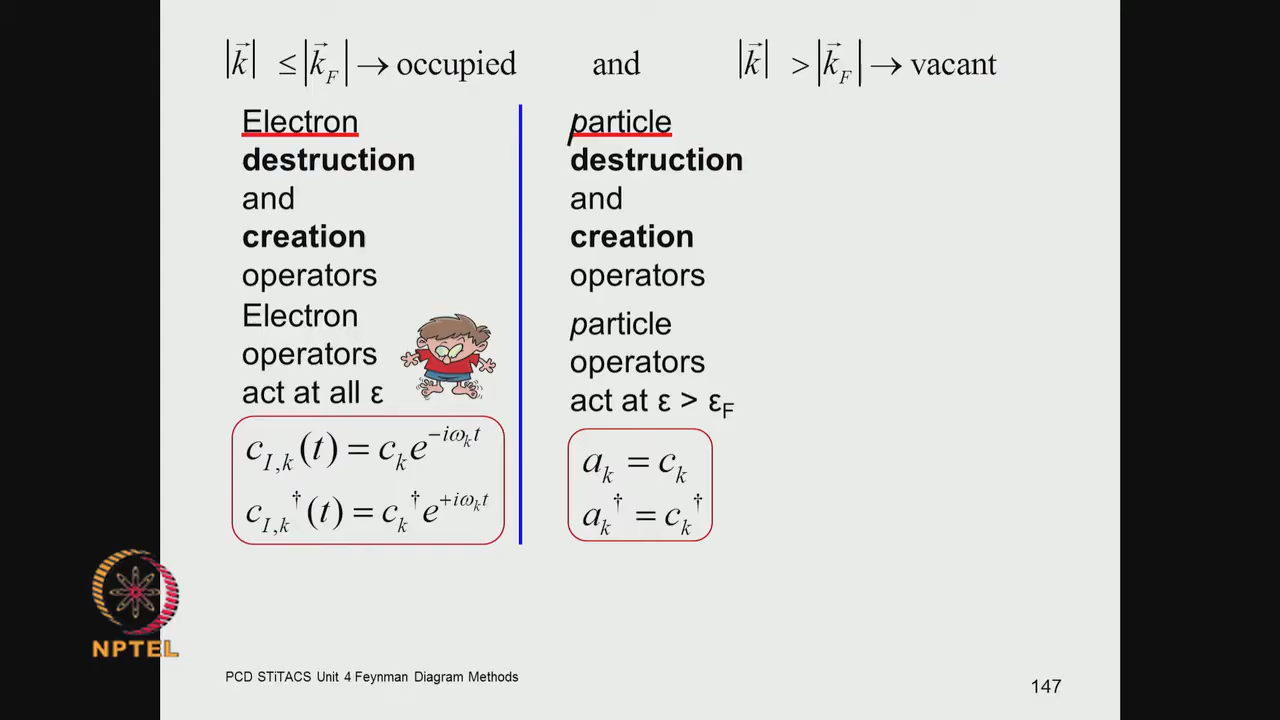 |k⃗| ≤ |k⃗_F| → occupied and |k⃗| > |k⃗_F| → vacant
Electron
destruction
and
creation
operators
Electron
operators
act at all ε
c_{I,k}(t) = c_k e^{−iω_k t}
c_{I,k}^†(t) = c_k^† e^{+iω_k t}
particle
destruction
and
creation
operators
particle
operators
act at ε > ε_F
a_k = c_k
a_k^† = c_k^†
NPTEL
PCD STiTACS Unit 4 Feynman Diagram Methods
147